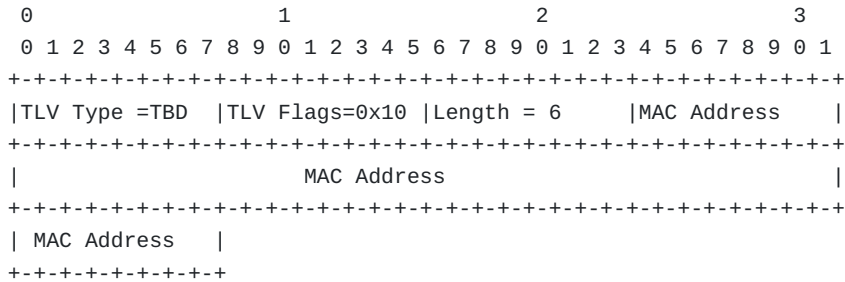 0                   1                   2                   3
 0 1 2 3 4 5 6 7 8 9 0 1 2 3 4 5 6 7 8 9 0 1 2 3 4 5 6 7 8 9 0 1
+-+-+-+-+-+-+-+-+-+-+-+-+-+-+-+-+-+-+-+-+-+-+-+-+-+-+-+-+-+-+-+-+
|TLV Type =TBD  |TLV Flags=0x10 |Length = 6     |MAC Address    |
+-+-+-+-+-+-+-+-+-+-+-+-+-+-+-+-+-+-+-+-+-+-+-+-+-+-+-+-+-+-+-+-+
|                      MAC Address                              |
+-+-+-+-+-+-+-+-+-+-+-+-+-+-+-+-+-+-+-+-+-+-+-+-+-+-+-+-+-+-+-+-+
| MAC Address   |
+-+-+-+-+-+-+-+-+